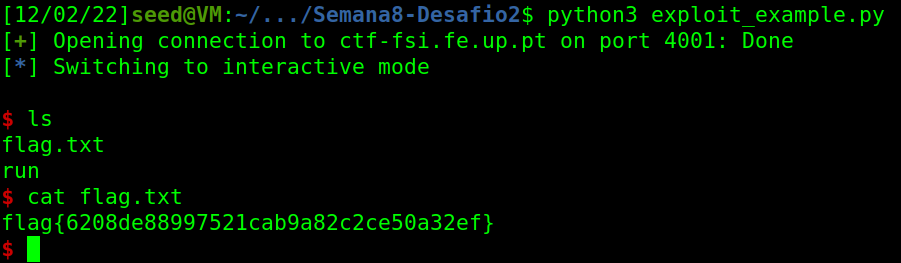 [12/02/22]seed@VM:~/.../Semana8-Desafio2$ python3 exploit_example.py
[+] Opening connection to ctf-fsi.fe.up.pt on port 4001: Done
[*] Switching to interactive mode
$ ls
flag.txt
run
$ cat flag.txt
flag{6208de88997521cab9a82c2ce50a32ef}
$